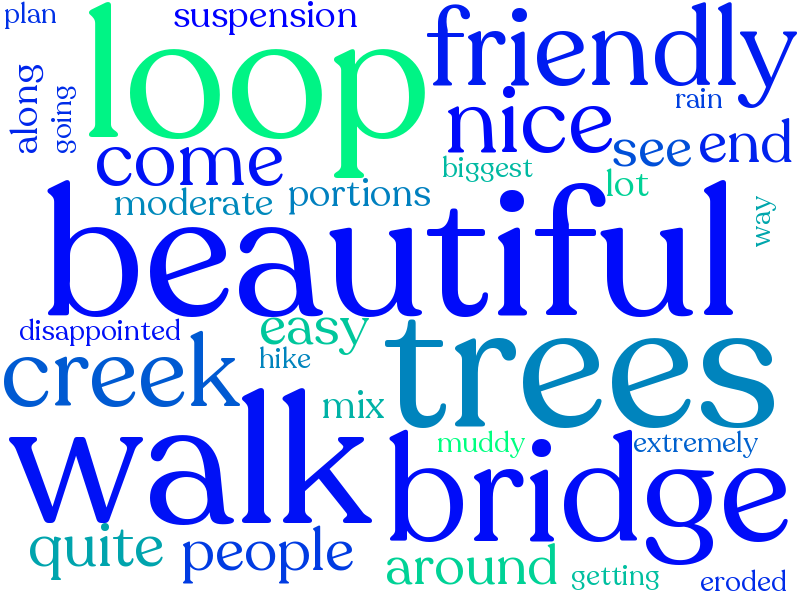 plan
suspension
loop
friendly
along
going
rain
nice
come
see
end
biggest
lot
moderate
portions
beautiful
way
disappointed
easy
trees
creek
hike
mix
walk
muddy
extremely
bridge
quite
people
around
getting
eroded